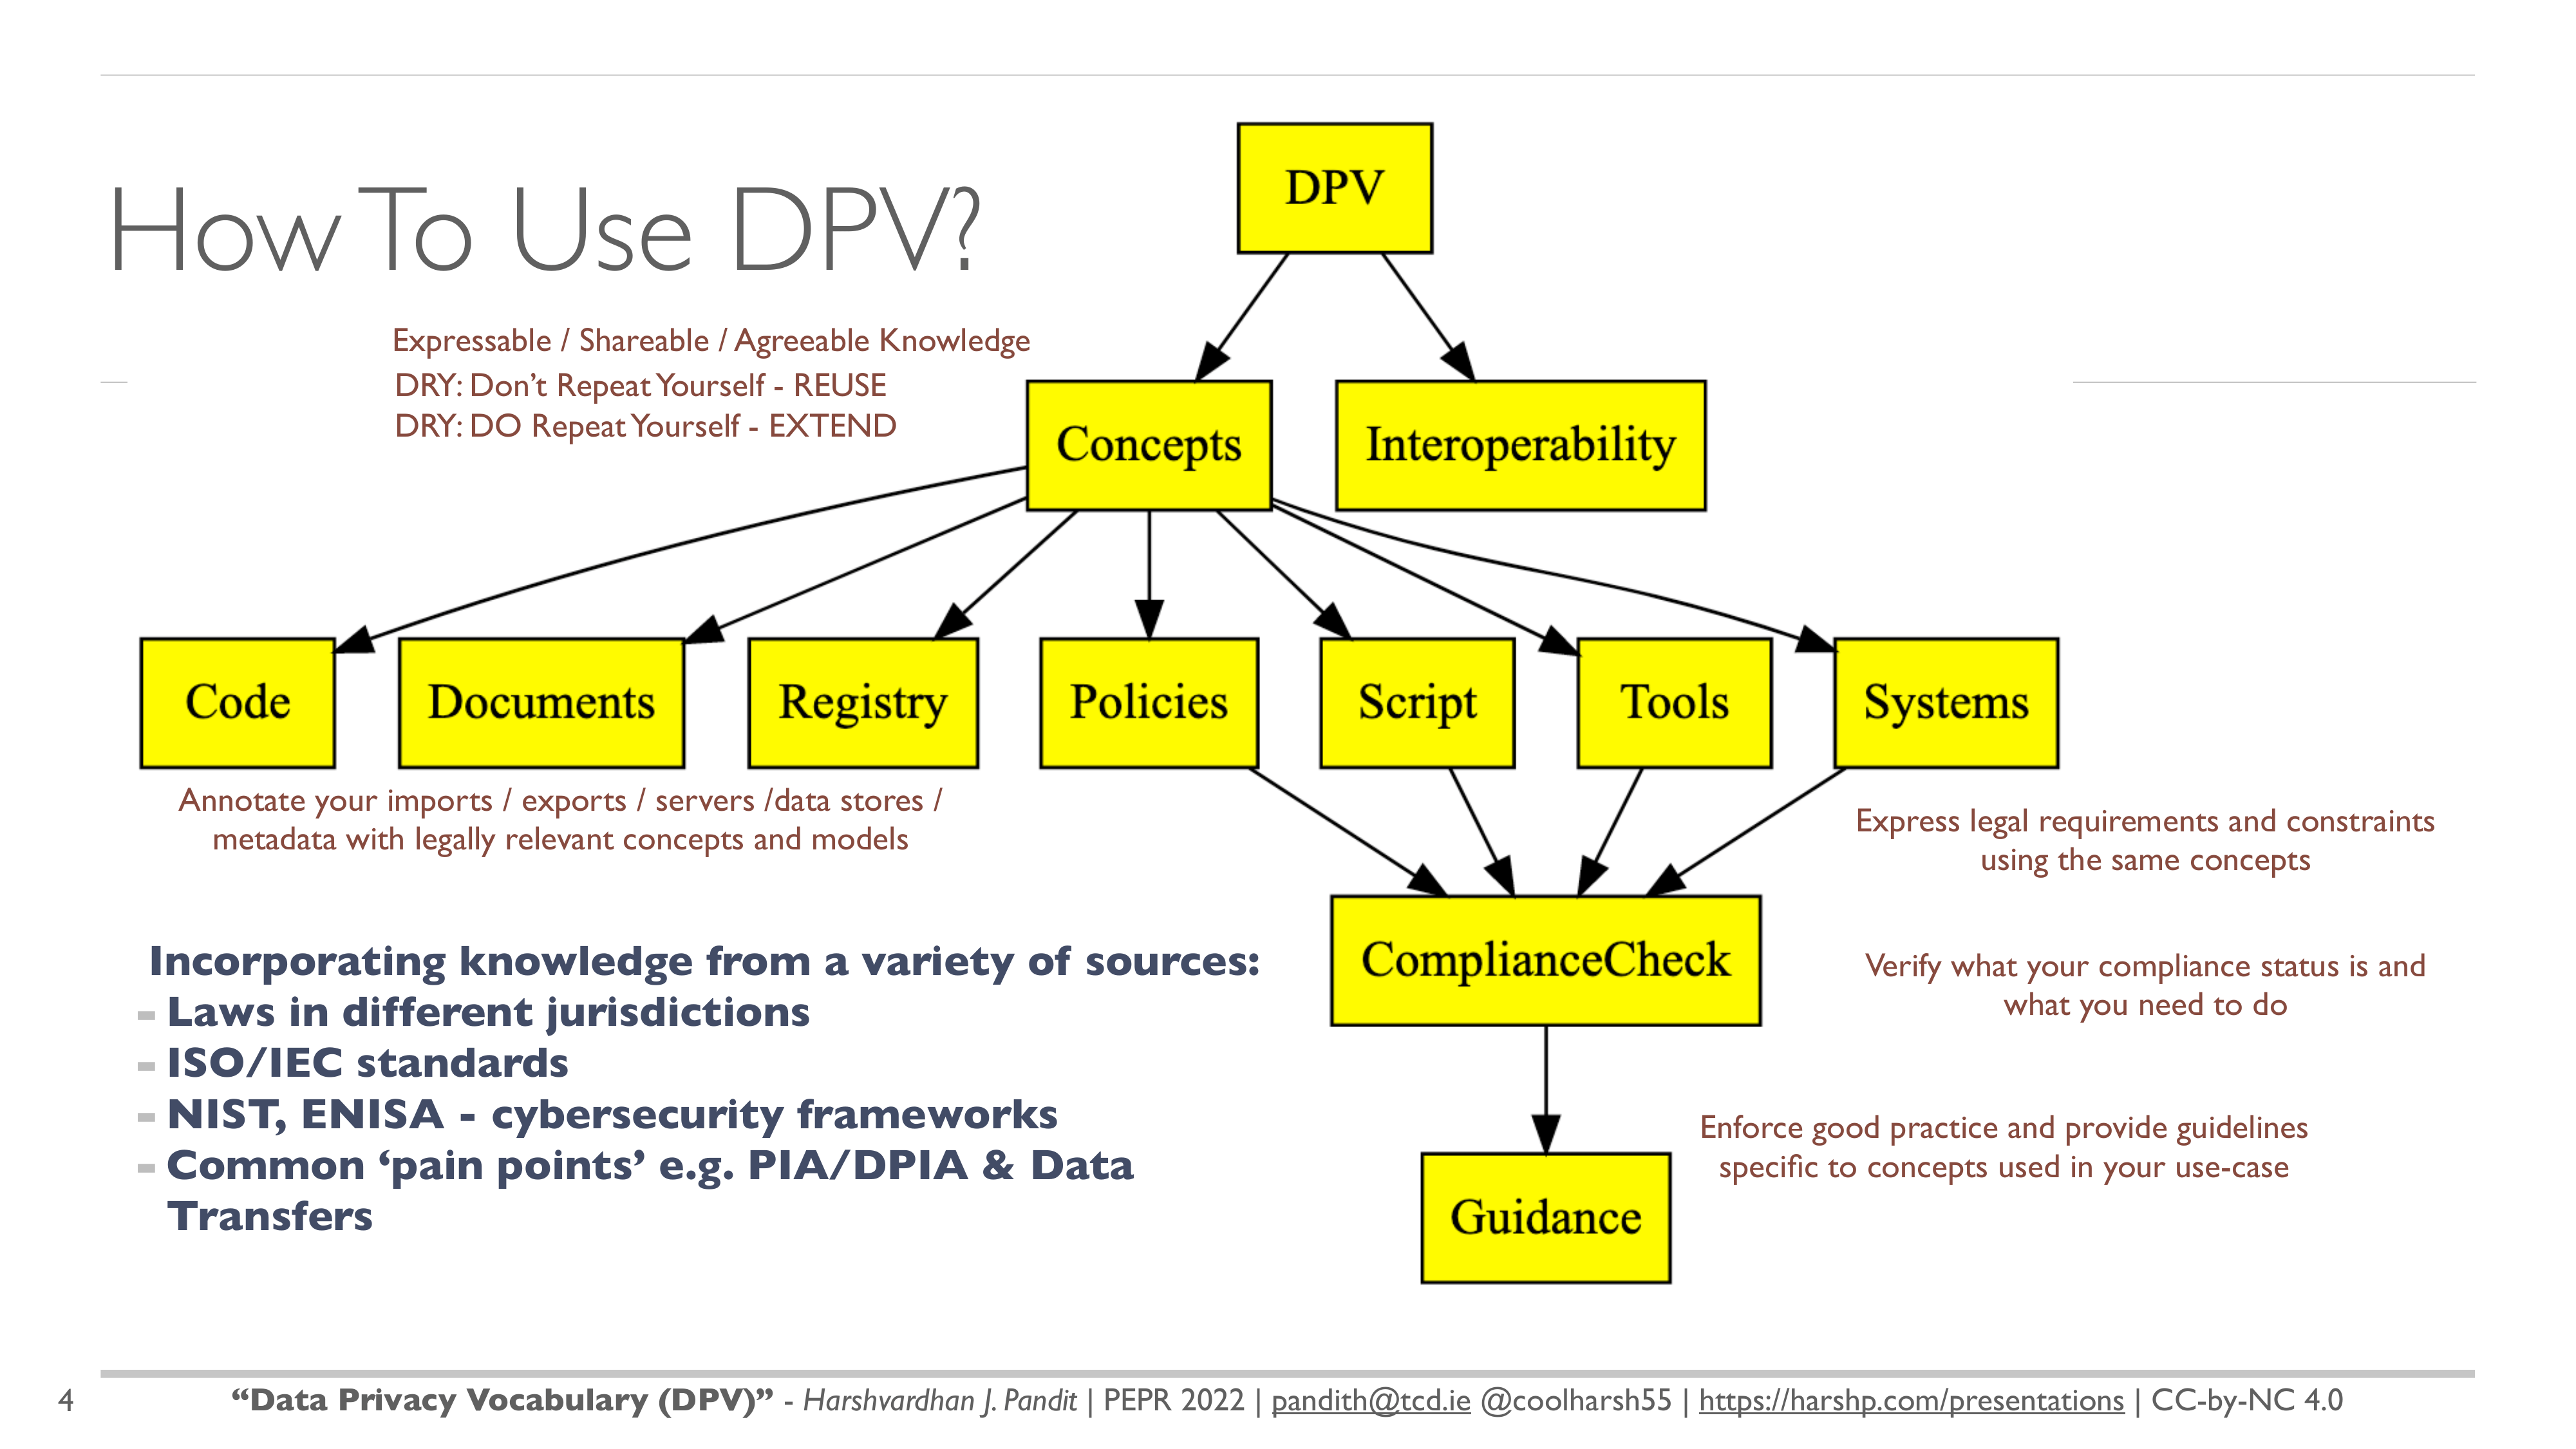 How To Use DPV?
DPV
Expressable / Shareable / Agreeable Knowledge
DRY: Don’t Repeat Yourself - REUSE
DRY: DO Repeat Yourself - EXTEND
Concepts
Interoperability
Code
Documents
Registry
Policies
Script
Tools
Systems
Annotate your imports / exports / servers /data stores /
metadata with legally relevant concepts and models
Express legal requirements and constraints
using the same concepts
ComplianceCheck
Verify what your compliance status is and
what you need to do
Incorporating knowledge from a variety of sources:
- Laws in different jurisdictions
- ISO/IEC standards
- NIST, ENISA - cybersecurity frameworks
- Common ‘pain points’ e.g. PIA/DPIA & Data
Transfers
Enforce good practice and provide guidelines
specific to concepts used in your use-case
Guidance
4 “Data Privacy Vocabulary (DPV)” - Harshvardhan J. Pandit | PEPR 2022 | pandith@tcd.ie @coolharsh55 | https://harshp.com/presentations | CC-by-NC 4.0